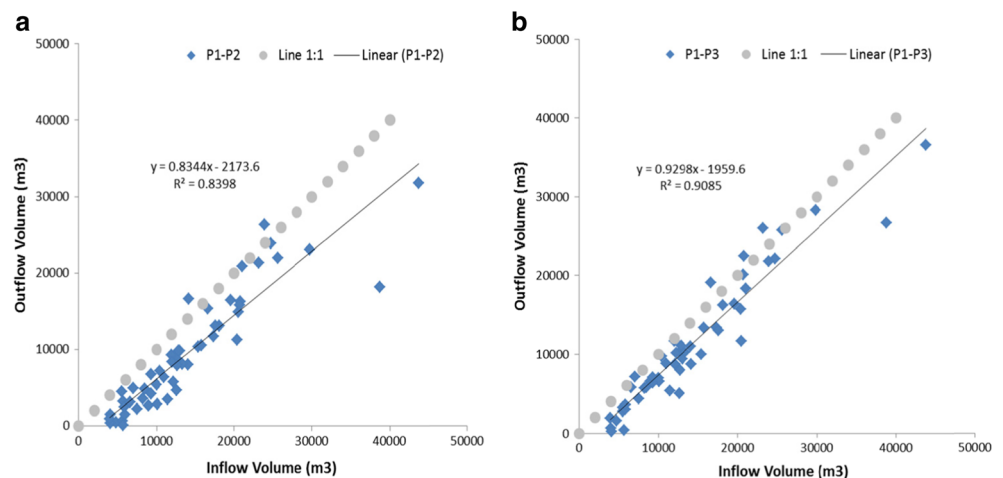 a
50000
40000
30000
20000
10000
0
Outflow Volume (m3)
P1-P2 Line 1:1 Linear (P1-P2)
y = 0.8344x - 2173.6
R² = 0.8398
0 10000 20000 30000 40000 50000
Inflow Volume (m3)
b
50000
40000
30000
20000
10000
0
Outflow Volume (m3)
P1-P3 Line 1:1 Linear (P1-P3)
y = 0.9298x - 1959.6
R² = 0.9085
0 10000 20000 30000 40000 50000
Inflow Volume (m3)